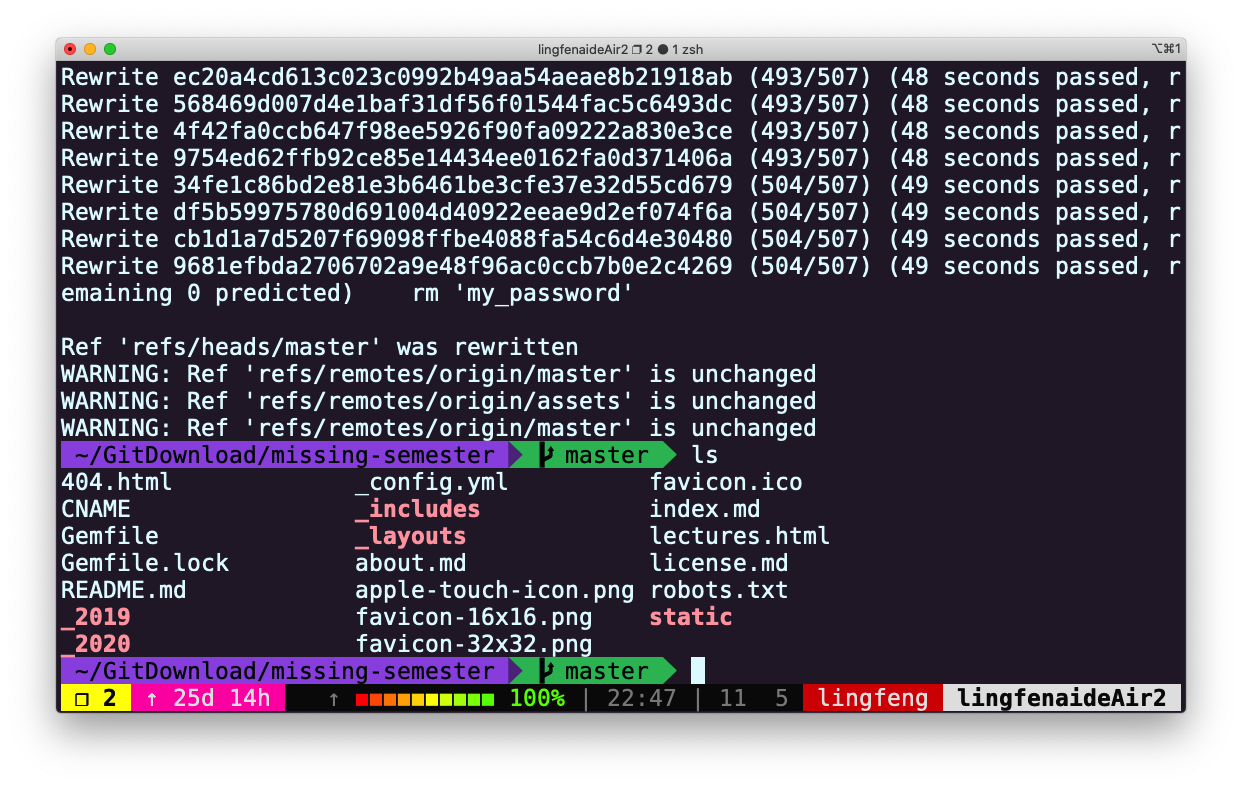 lingfenaideAir2 ❐ 2 ● 1 zsh ⌥⌘1
Rewrite ec20a4cd613c023c0992b49aa54aeae8b21918ab (493/507) (48 seconds passed, r
Rewrite 568469d007d4e1baf31df56f01544fac5c6493dc (493/507) (48 seconds passed, r
Rewrite 4f42fa0ccb647f98ee5926f90fa09222a830e3ce (493/507) (48 seconds passed, r
Rewrite 9754ed62ffb92ce85e14434ee0162fa0d371406a (493/507) (48 seconds passed, r
Rewrite 34fe1c86bd2e81e3b6461be3cfe37e32d55cd679 (504/507) (49 seconds passed, r
Rewrite df5b59975780d691004d40922eeae9d2ef074f6a (504/507) (49 seconds passed, r
Rewrite cb1d1a7d5207f69098ffbe4088fa54c6d4e30480 (504/507) (49 seconds passed, r
Rewrite 9681efbda2706702a9e48f96ac0ccb7b0e2c4269 (504/507) (49 seconds passed, r
emaining 0 predicted)    rm 'my_password'
Ref 'refs/heads/master' was rewritten
WARNING: Ref 'refs/remotes/origin/master' is unchanged
WARNING: Ref 'refs/remotes/origin/assets' is unchanged
WARNING: Ref 'refs/remotes/origin/master' is unchanged
~/GitDownload/missing-semester master ls
404.html _config.yml favicon.ico
CNAME _includes index.md
Gemfile _layouts lectures.html
Gemfile.lock about.md license.md
README.md apple-touch-icon.png robots.txt
_2019 favicon-16x16.png static
_2020 favicon-32x32.png
~/GitDownload/missing-semester master
❐ 2 ↑ 25d 14h ↑ 100% | 22:47 | 11 5 lingfeng lingfenaideAir2